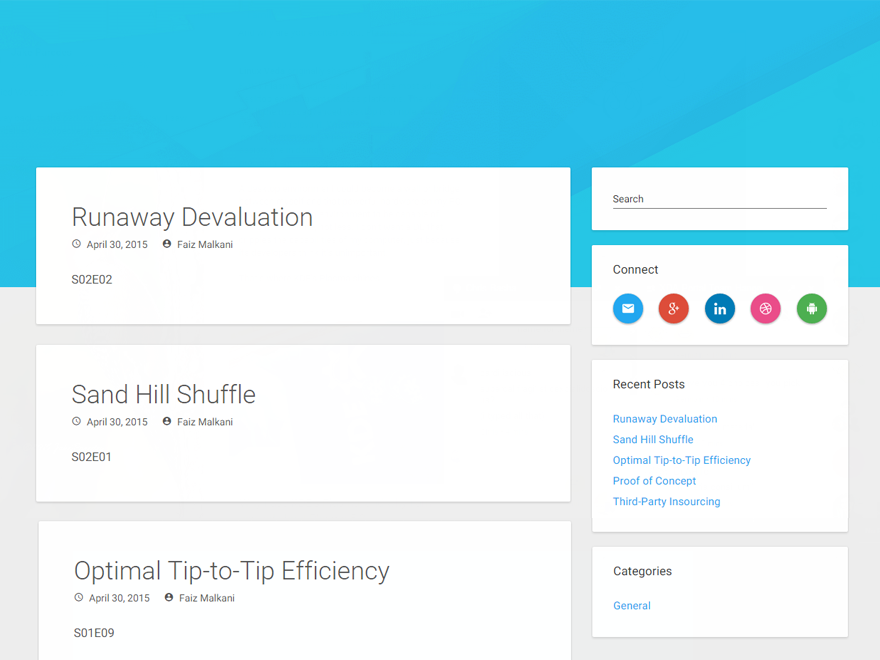 Runaway Devaluation
April 30, 2015 Faiz Malkani
S02E02
Sand Hill Shuffle
April 30, 2015 Faiz Malkani
S02E01
Optimal Tip-to-Tip Efficiency
April 30, 2015 Faiz Malkani
S01E09
Search
Connect
g+ in
Recent Posts
Runaway Devaluation
Sand Hill Shuffle
Optimal Tip-to-Tip Efficiency
Proof of Concept
Third-Party Insourcing
Categories
General